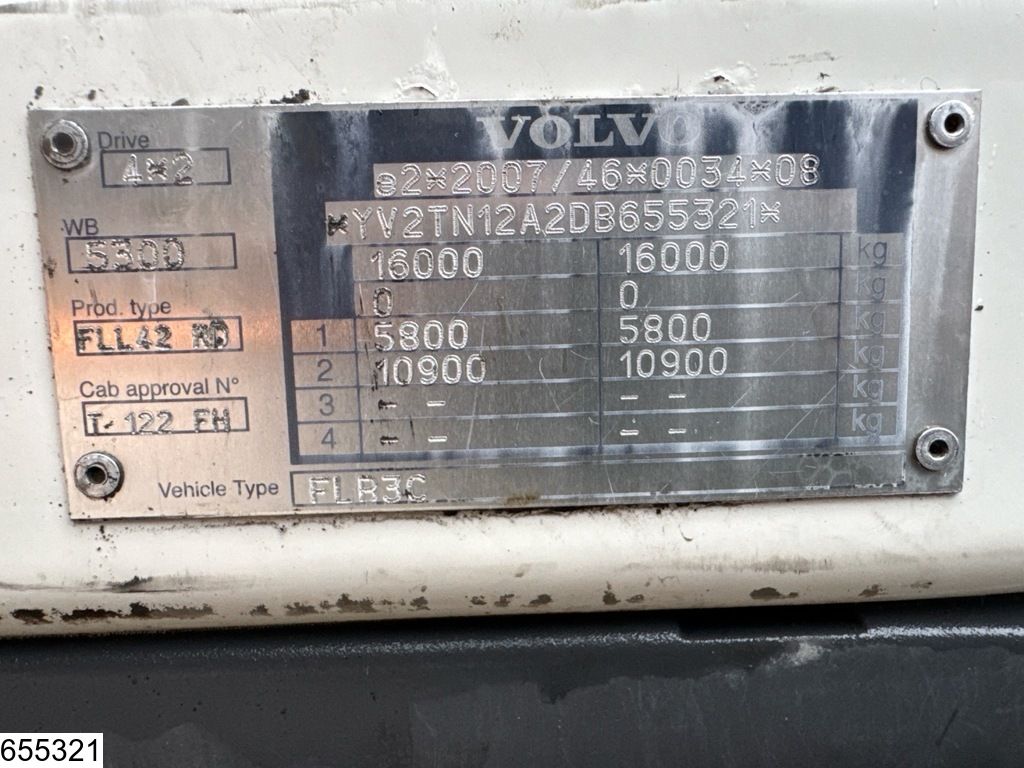 VOLVO
Drive
4*2
e2*2007/46*0034*08
*YV2TN12A2DB655321*
WB
5300
16000 16000 kg
0 0 kg
Prod. type
FLL42 RD
1 5800 5800 kg
2 10900 10900 kg
Cab approval N°
T-122 EH
3 - - - - kg
4 - - - - kg
Vehicle Type FLR3C
655321